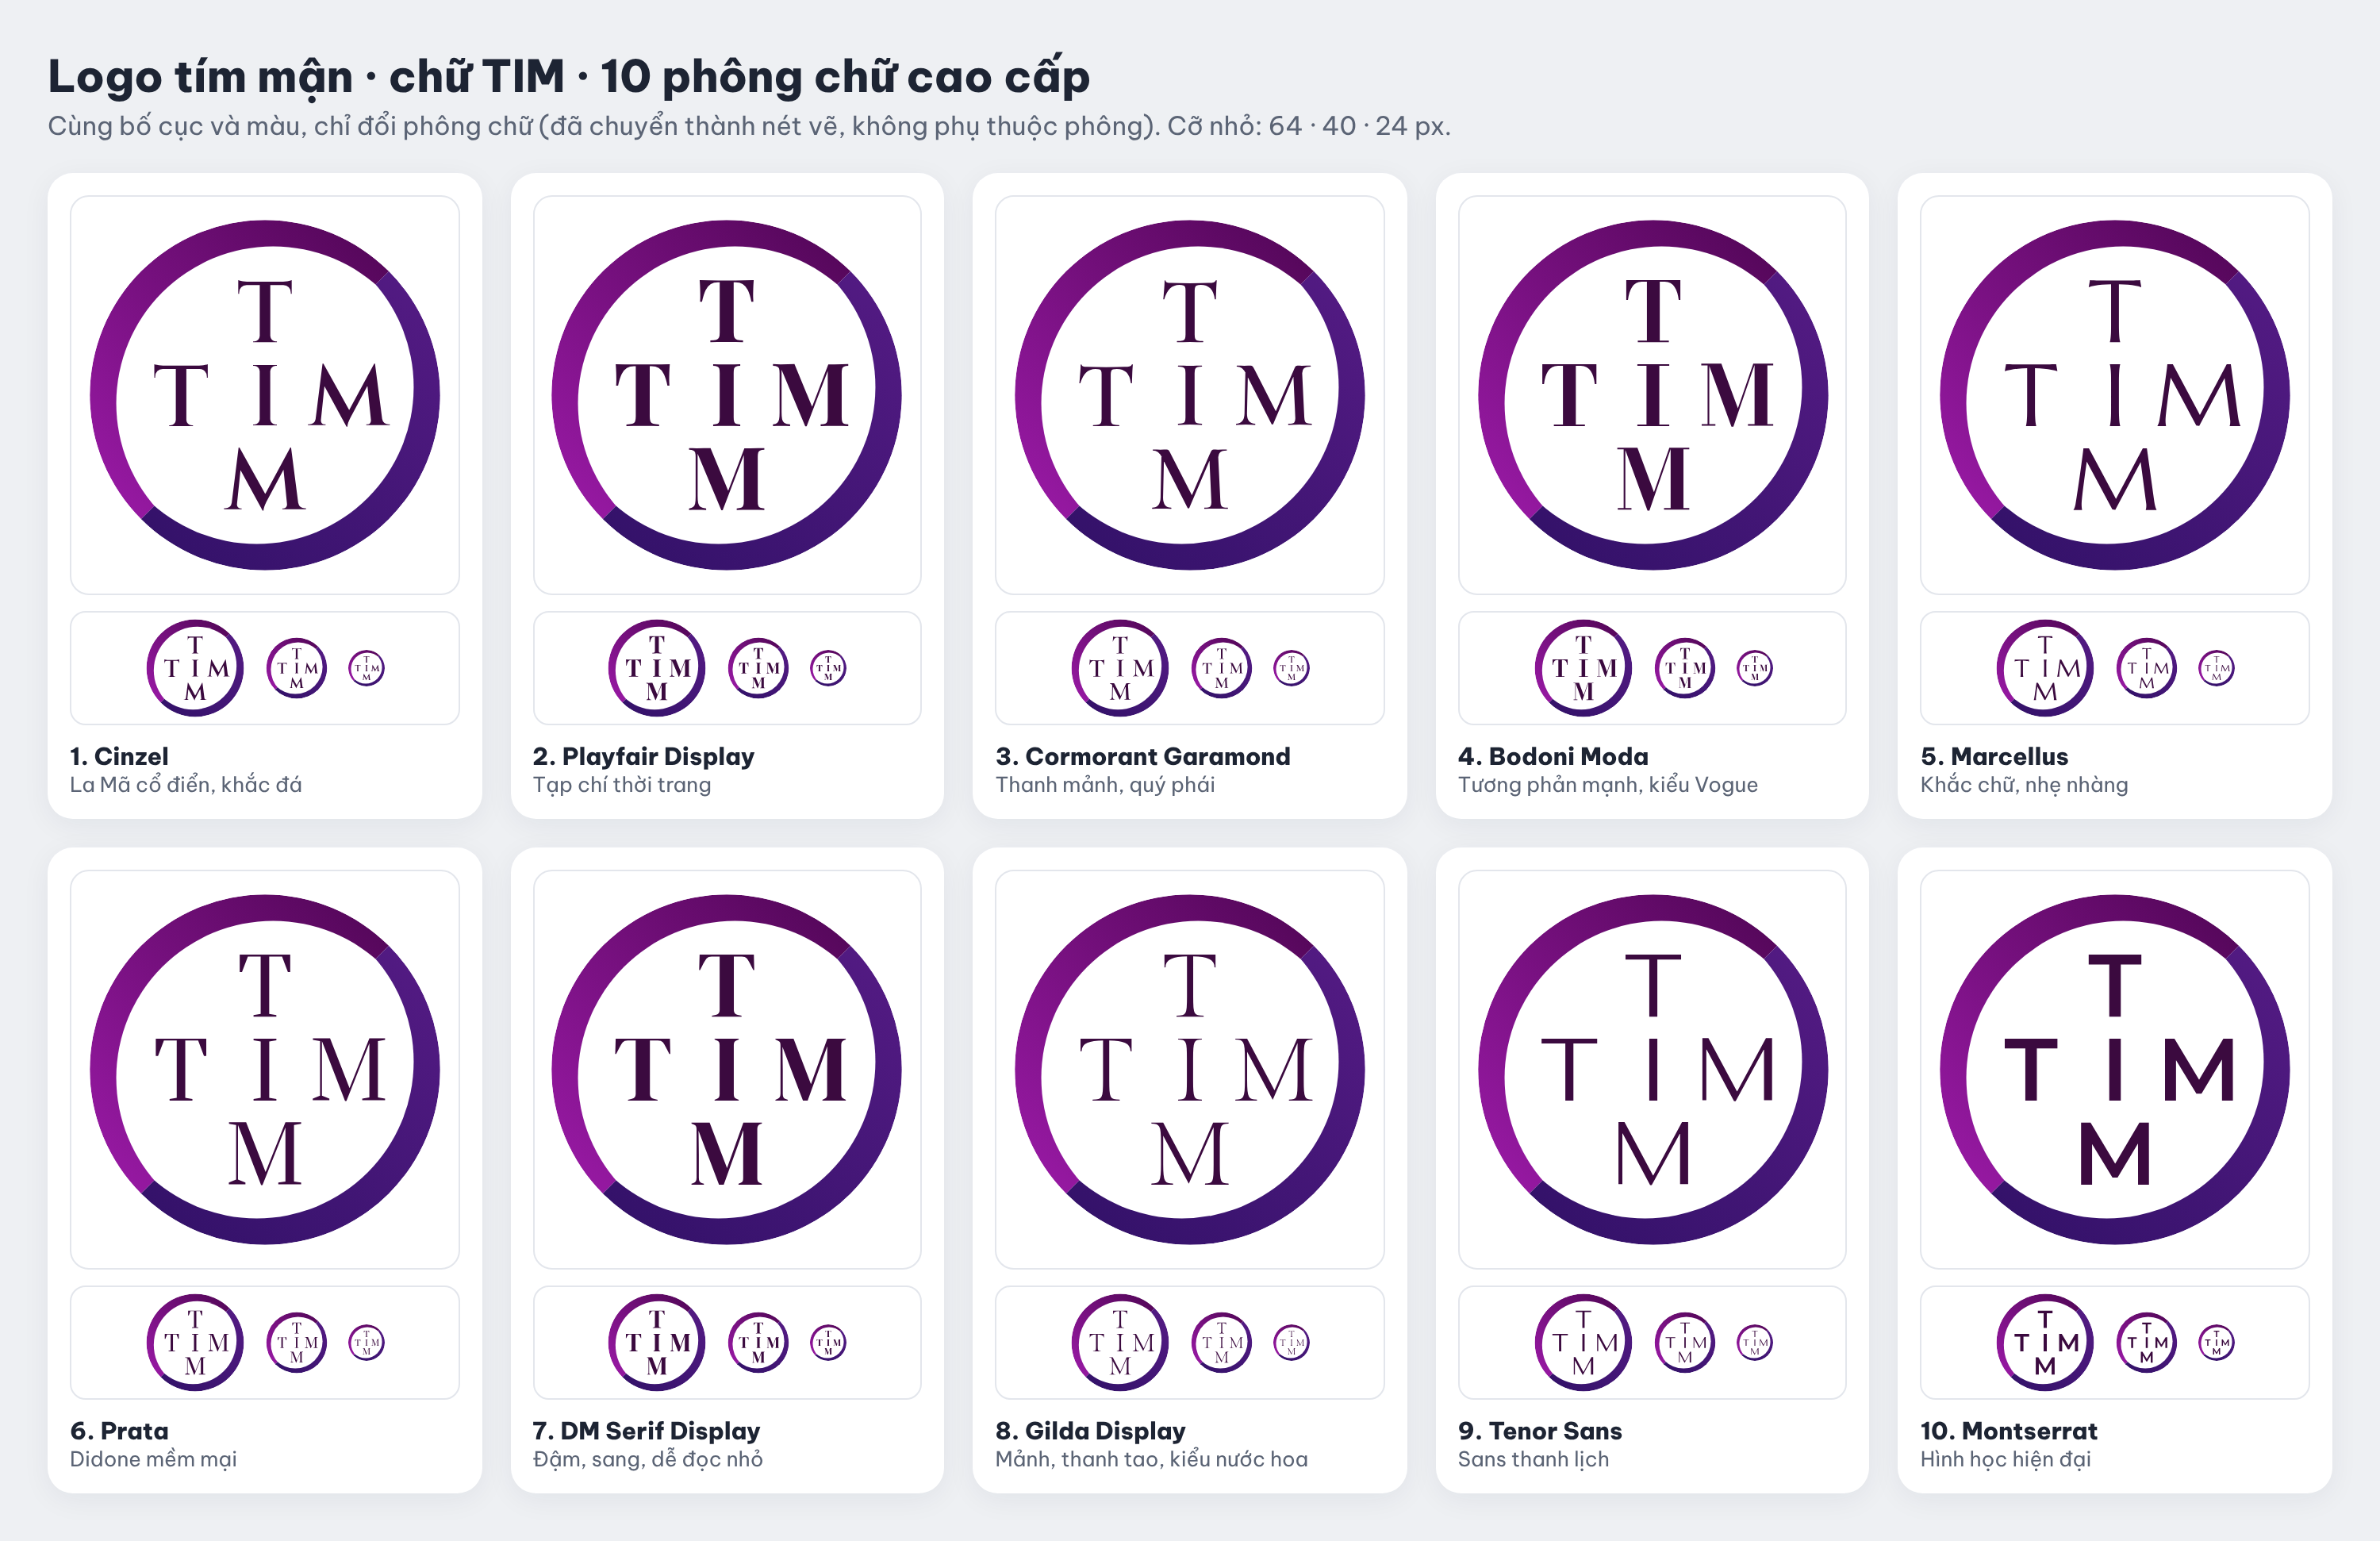 Logo tím mận · chữ TIM · 10 phông chữ cao cấp
Cùng bố cục và màu, chỉ đổi phông chữ (đã chuyển thành nét vẽ, không phụ thuộc phông). Cỡ nhỏ: 64 · 40 · 24 px.
T
T I M
M
T
T I M
M
T
T I M
M
T
T I M
M
T
T I M
M
T
T I M
M
T
T I M
M
T
T I M
M
T
T I M
M
T
T I M
M
T
T I M
M
T
T I M
M
T
T I M
M
T
T I M
M
T
T I M
M
T
T I M
M
T
T I M
M
T
T I M
M
T
T I M
M
T
T I M
M
1. Cinzel
La Mã cổ điển, khắc đá
2. Playfair Display
Tạp chí thời trang
3. Cormorant Garamond
Thanh mảnh, quý phái
4. Bodoni Moda
Tương phản mạnh, kiểu Vogue
5. Marcellus
Khắc chữ, nhẹ nhàng
T
T I M
M
T
T I M
M
T
T I M
M
T
T I M
M
T
T I M
M
T
T I M
M
T
T I M
M
T
T I M
M
T
T I M
M
T
T I M
M
T
T I M
M
T
T I M
M
T
T I M
M
T
T I M
M
T
T I M
M
T
T I M
M
T
T I M
M
T
T I M
M
T
T I M
M
T
T I M
M
6. Prata
Didone mềm mại
7. DM Serif Display
Đậm, sang, dễ đọc nhỏ
8. Gilda Display
Mảnh, thanh tao, kiểu nước hoa
9. Tenor Sans
Sans thanh lịch
10. Montserrat
Hình học hiện đại